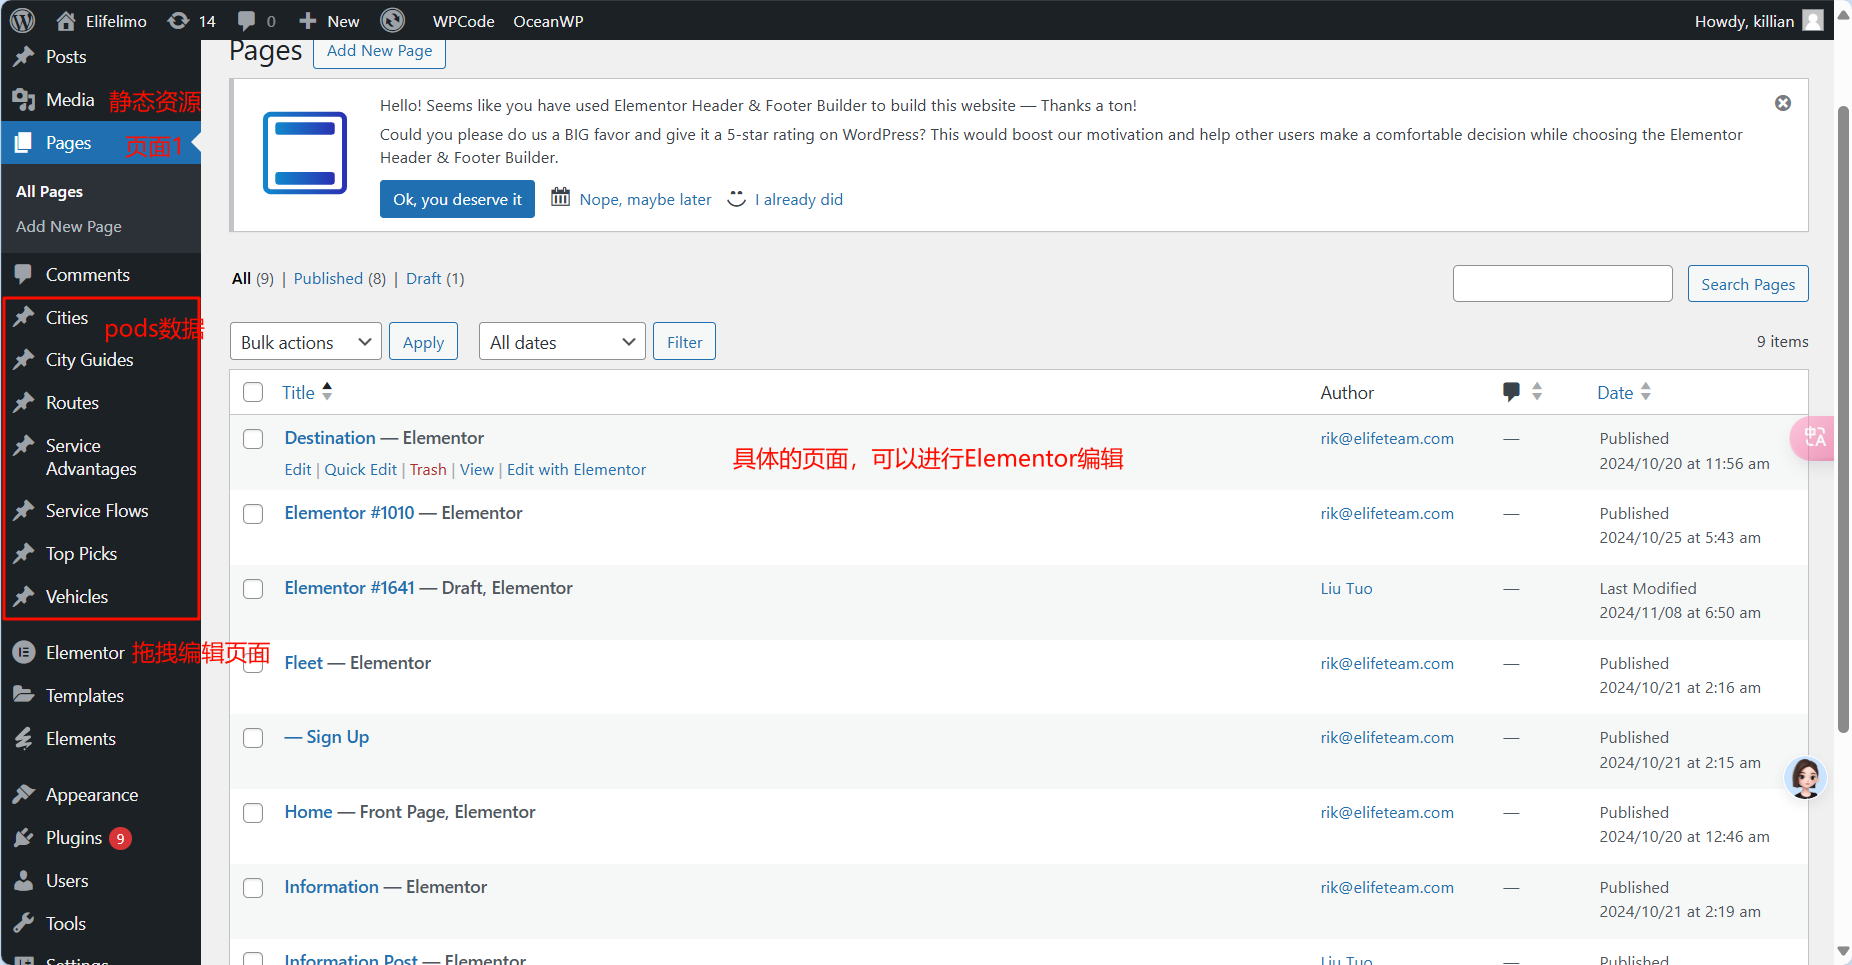 Elifelimo 14 0 New WPCode OceanWP Howdy, killian
Posts
Media 静态资源
Pages 页面1
All Pages
Add New Page
Comments
Cities pods数据
City Guides
Routes
Service
Advantages
Service Flows
Top Picks
Vehicles
Elementor 拖拽编辑页面
Templates
Elements
Appearance
Plugins 9
Users
Tools
Settings
Pages Add New Page
Hello! Seems like you have used Elementor Header & Footer Builder to build this website — Thanks a ton!
Could you please do us a BIG favor and give it a 5-star rating on WordPress? This would boost our motivation and help other users make a comfortable decision while choosing the Elementor
Header & Footer Builder.
Ok, you deserve it Nope, maybe later I already did
All (9) | Published (8) | Draft (1)
Search Pages
Bulk actions Apply All dates Filter 9 items
Title Author Date
Destination — Elementor rik@elifeteam.com — Published
Edit | Quick Edit | Trash | View | Edit with Elementor 具体的页面，可以进行Elementor编辑 2024/10/20 at 11:56 am
Elementor #1010 — Elementor rik@elifeteam.com — Published
2024/10/25 at 5:43 am
Elementor #1641 — Draft, Elementor Liu Tuo — Last Modified
2024/11/08 at 6:50 am
Fleet — Elementor rik@elifeteam.com — Published
2024/10/21 at 2:16 am
— Sign Up rik@elifeteam.com — Published
2024/10/21 at 2:15 am
Home — Front Page, Elementor rik@elifeteam.com — Published
2024/10/20 at 12:46 am
Information — Elementor rik@elifeteam.com — Published
2024/10/21 at 2:19 am
Information Post — Elementor Liu Tuo — Published
中A